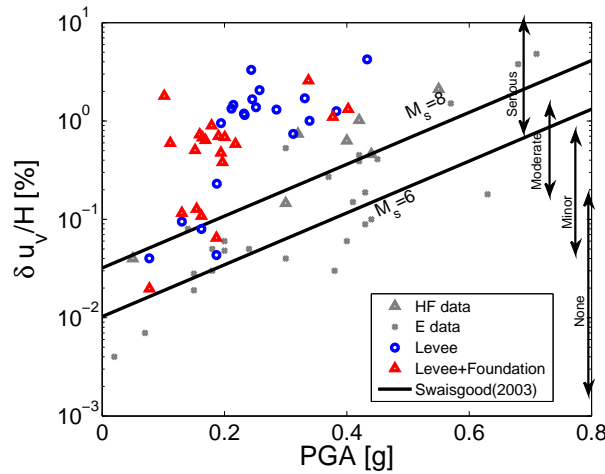 10^1
10^0
10^-1
10^-2
10^-3
δ u_v/H [%]
0
0.2
0.4
0.6
0.8
PGA [g]
M_s=8
M_s=6
Serious
Moderate
Minor
None
HF data
E data
Levee
Levee+Foundation
Swaisgood(2003)